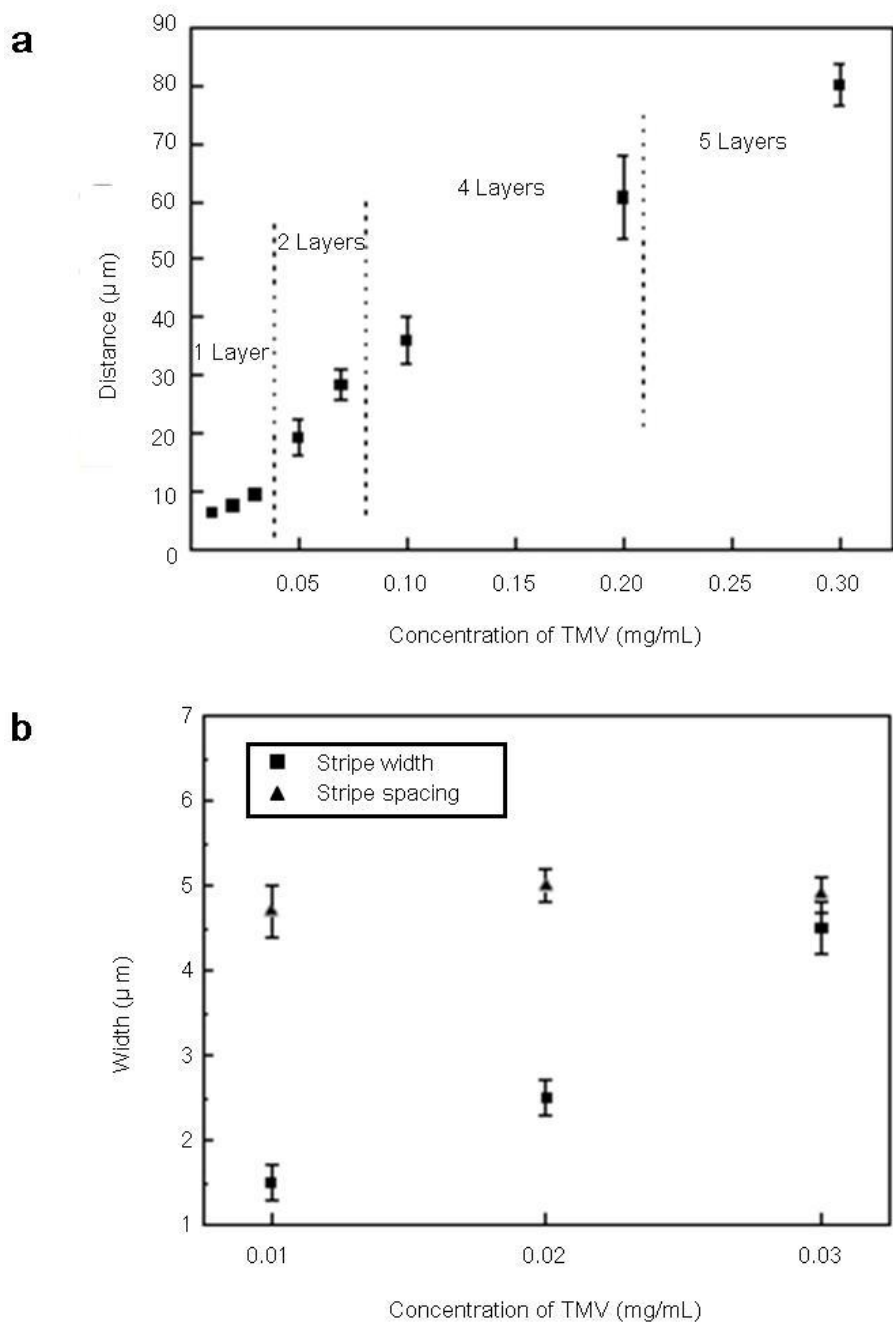 a
90
80
70
60
50
40
30
20
10
0
Distance (μm)
1 Layer
2 Layers
4 Layers
5 Layers
0.05 0.10 0.15 0.20 0.25 0.30
Concentration of TMV (mg/mL)
b
7
6
5
4
3
2
1
Width (μm)
Stripe width
Stripe spacing
0.01 0.02 0.03
Concentration of TMV (mg/mL)